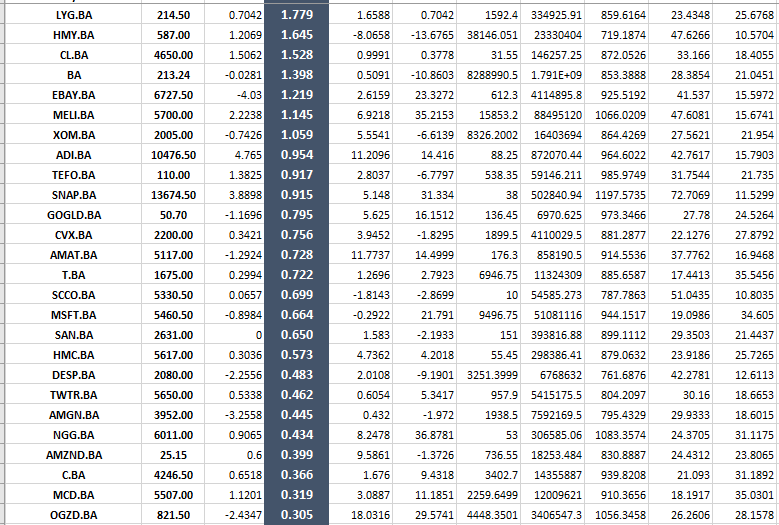 LYG.BA 214.50 0.7042 1.779 1.6588 0.7042 1592.4 334925.91 859.6164 23.4348 25.6768
HMY.BA 587.00 1.2069 1.645 -8.0658 -13.6765 38146.051 23330404 719.1874 47.6266 10.5704
CL.BA 4650.00 1.5062 1.528 0.9991 0.3778 31.55 146257.25 872.0526 33.166 18.4055
BA 213.24 -0.0281 1.398 0.5091 -10.8603 8288990.5 1.791E+09 853.3888 28.3854 21.0451
EBAY.BA 6727.50 -4.03 1.219 2.6159 23.3272 612.3 4114895.8 925.5192 41.537 15.5972
MELI.BA 5700.00 2.2238 1.145 6.9218 35.2153 15853.2 88495120 1066.0209 47.6081 15.6741
XOM.BA 2005.00 -0.7426 1.059 5.5541 -6.6139 8326.2002 16403694 864.4269 27.5621 21.954
ADI.BA 10476.50 4.765 0.954 11.2096 14.416 88.25 872070.44 964.6022 42.7617 15.7903
TEFO.BA 110.00 1.3825 0.917 2.8037 -6.7797 538.35 59146.211 985.9749 31.7544 21.735
SNAP.BA 13674.50 3.8898 0.915 5.148 31.334 38 502840.94 1197.5735 72.7069 11.5299
GOGLD.BA 50.70 -1.1696 0.795 5.625 16.1512 136.45 6970.625 973.3466 27.78 24.5264
CVX.BA 2200.00 0.3421 0.756 3.9452 -1.8295 1899.5 4110029.5 881.2877 22.1276 27.8792
AMAT.BA 5117.00 -1.2924 0.728 11.7737 14.4999 176.3 858190.5 914.5536 37.7762 16.9468
T.BA 1675.00 0.2994 0.722 1.2696 2.7923 6946.75 11324309 885.6587 17.4413 35.5456
SCCO.BA 5330.50 0.0657 0.699 -1.8143 -2.8699 10 54585.273 787.7863 51.0435 10.8035
MSFT.BA 5460.50 -0.8984 0.664 -0.2922 21.791 9496.75 51081116 944.1517 19.0986 34.605
SAN.BA 2631.00 0 0.650 1.583 -2.1933 151 393816.88 899.1112 29.3503 21.4437
HMC.BA 5617.00 0.3036 0.573 4.7362 4.2018 55.45 298386.41 879.0632 23.9186 25.7265
DESP.BA 2080.00 -2.2556 0.483 2.0108 -9.1901 3251.3999 6768632 761.6876 42.2781 12.6113
TWTR.BA 5650.00 0.5338 0.462 0.6054 5.3417 957.9 5415175.5 804.2097 30.16 18.6653
AMGN.BA 3952.00 -3.2558 0.445 0.432 -1.972 1938.5 7592169.5 795.4329 29.9333 18.6015
NGG.BA 6011.00 0.9065 0.434 8.2478 36.8781 53 306585.06 1083.3574 24.3705 31.1175
AMZND.BA 25.15 0.6 0.399 9.5861 -1.3726 736.55 18253.484 830.8887 24.4312 23.8065
C.BA 4246.50 0.6518 0.366 1.676 9.4318 3402.7 14355887 939.8208 21.093 31.1892
MCD.BA 5507.00 1.1201 0.319 3.0887 11.1851 2259.6499 12009621 910.3656 18.1917 35.0301
OGZD.BA 821.50 -2.4347 0.305 18.0316 29.5741 4448.3501 3406547.3 1056.3458 26.2606 28.1578